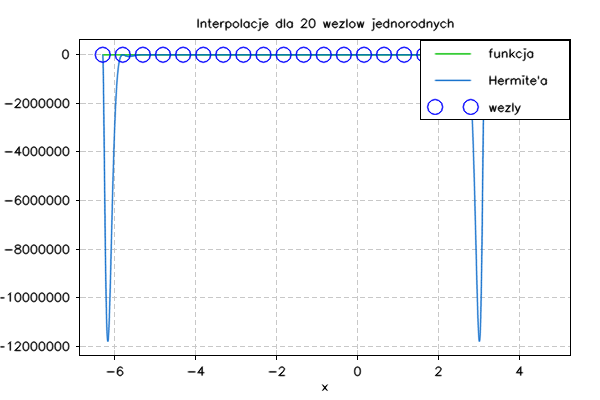 Interpolacje dla 20 wezlow jednorodnych
funkcja
Hermite'a
wezly
0
-2000000
-4000000
-6000000
-8000000
-10000000
-12000000
-6 -4 -2 0 2 4
x